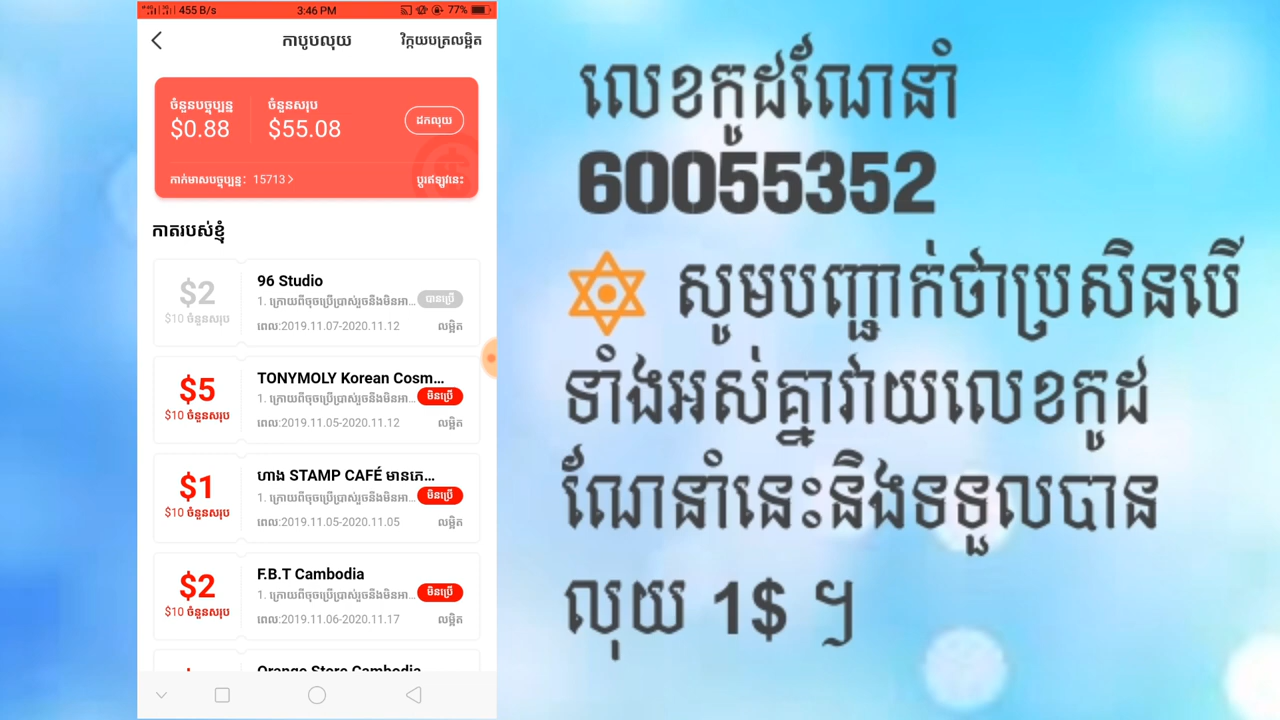 455 B/s 3:46 PM 77%
កាបូបលុយ វិក្កយបត្រលម្អិត
ចំនួនបច្ចុប្បន្ន ចំនួនសរុប
$0.88 $55.08 ដកលុយ
កាក់មាសបច្ចុប្បន្ន: 15713 ប្តូរឥឡូវនេះ
កាតរបស់ខ្ញុំ
$2
$10 ចំនួនសរុប
96 Studio
1. ក្រោយពីចុចប្រើប្រាស់រួចនឹងមិនអា... បានប្រើ
ពេល:2019.11.07-2020.11.12 លម្អិត
$5
$10 ចំនួនសរុប
TONYMOLY Korean Cosm...
1. ក្រោយពីចុចប្រើប្រាស់រួចនឹងមិនអា... មិនប្រើ
ពេល:2019.11.05-2020.11.12 លម្អិត
$1
$10 ចំនួនសរុប
ហាង STAMP CAFÉ មានភេ...
1. ក្រោយពីចុចប្រើប្រាស់រួចនឹងមិនអា... មិនប្រើ
ពេល:2019.11.05-2020.11.05 លម្អិត
$2
$10 ចំនួនសរុប
F.B.T Cambodia
1. ក្រោយពីចុចប្រើប្រាស់រួចនឹងមិនអា... មិនប្រើ
ពេល:2019.11.06-2020.11.17 លម្អិត
Orange Store Cambodia
លេខកូដណែនាំ
60055352
សូមបញ្ជាក់ថាប្រសិនបើ
ទាំងអស់គ្នាវាយលេខកូដ
ណែនាំនេះនិងទទួលបាន
លុយ 1$ ។